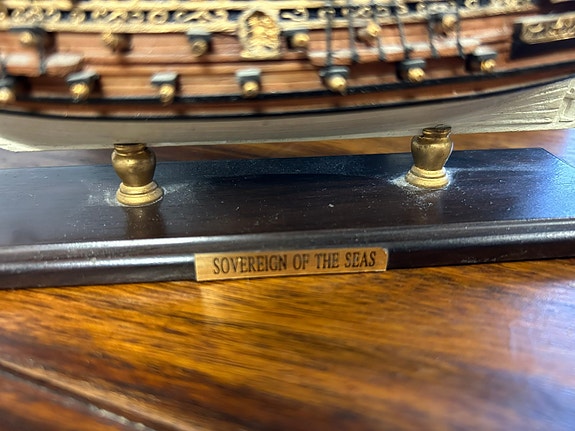 SOVEREIGN OF THE SEAS